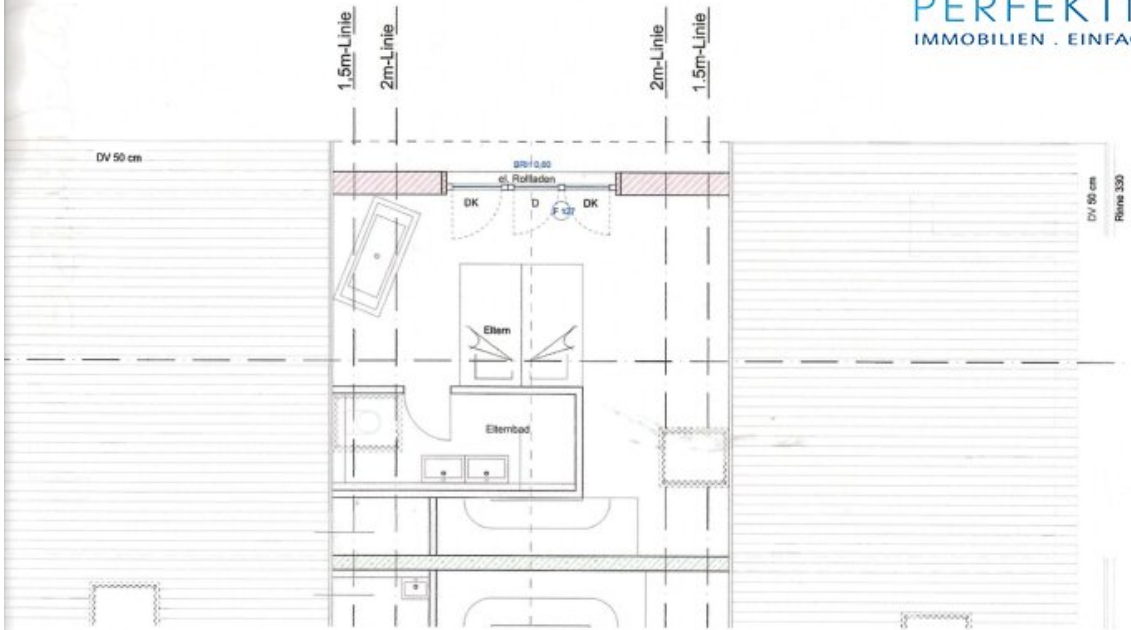 PERFEKT
IMMOBILIEN . EINFA
1.5m-Linie
2m-Linie
2m-Linie
1.5m-Linie
DV 50 cm
el. Rollladen
DK
D
DK
DV 50 cm
Rinne 330
Eltern
Elternbad